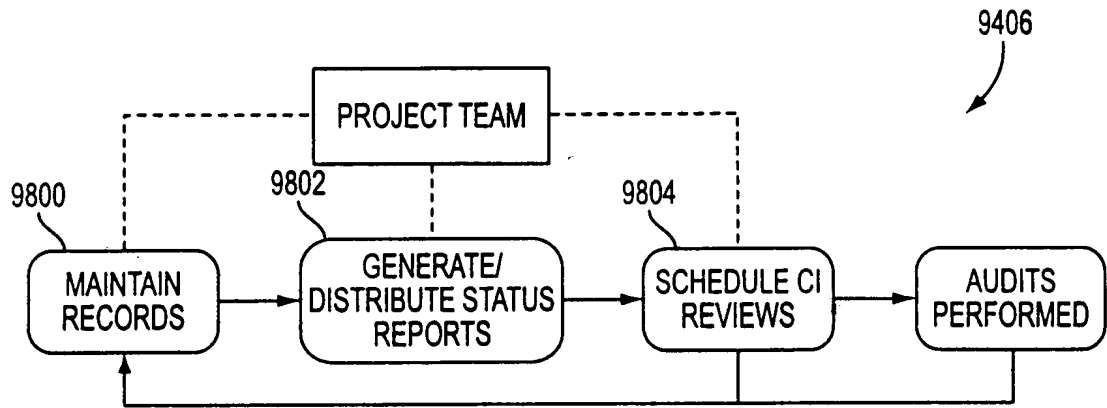 9406
PROJECT TEAM
9800
9802
9804
MAINTAIN
RECORDS
GENERATE/
DISTRIBUTE STATUS
REPORTS
SCHEDULE CI
REVIEWS
AUDITS
PERFORMED